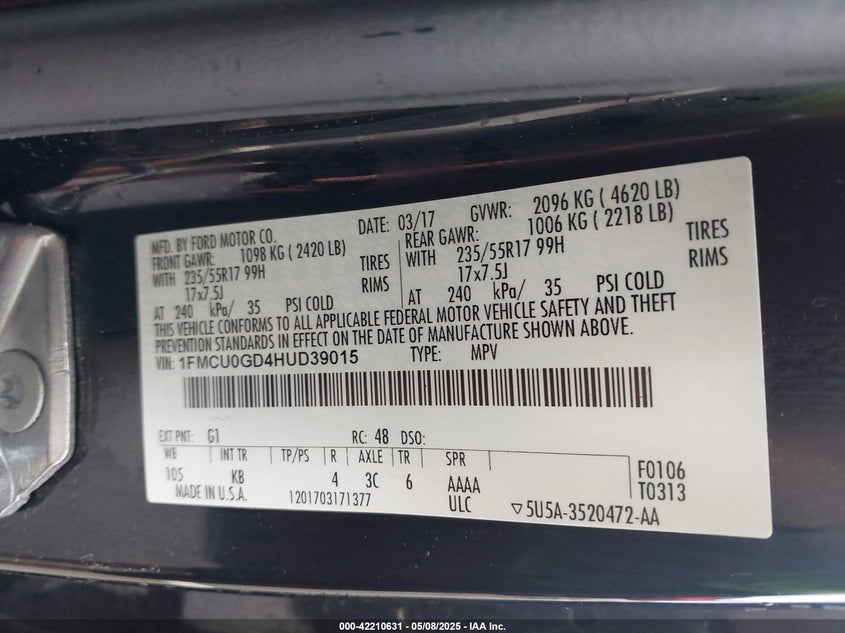 MFD. BY FORD MOTOR CO. DATE: 03/17 GVWR: 2096 KG ( 4620 LB)
FRONT GAWR: 1098 KG ( 2420 LB) REAR GAWR: 1006 KG ( 2218 LB)
WITH 235/55R17 99H TIRES WITH 235/55R17 99H TIRES
17x7.5J RIMS 17x7.5J RIMS
AT 240 kPa/ 35 PSI COLD AT 240 kPa/ 35 PSI COLD
THIS VEHICLE CONFORMS TO ALL APPLICABLE FEDERAL MOTOR VEHICLE SAFETY AND THEFT
PREVENTION STANDARDS IN EFFECT ON THE DATE OF MANUFACTURE SHOWN ABOVE.
VIN: 1FMCU0GD4HUD39015 TYPE: MPV
EXT PNT: G1 RC: 48 DSO:
WB INT TR TP/PS R AXLE TR SPR
105 KB 4 3C 6 AAAA F0106
MADE IN U.S.A. 1201703171377 ULC T0313
▽5U5A-3520472-AA
000-42210631 - 05/08/2025 - IAA Inc.